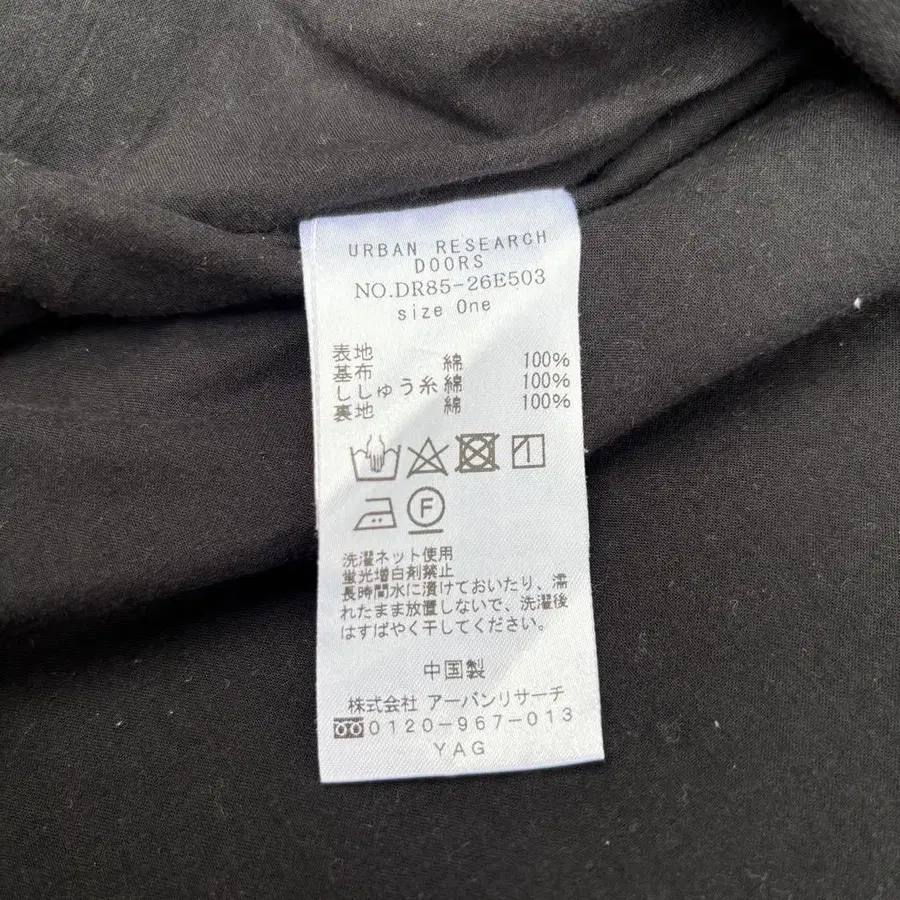 URBAN RESEARCH
DOORS
NO.DR85-26E503
size One
表地
基布 綿 100%
ししゅう糸 綿 100%
裏地 綿 100%
F
洗濯ネット使用
蛍光増白剤禁止
長時間水に漬けておいたり、濡
れたまま放置しないで、洗濯後
はすばやく干してください。
中国製
株式会社 アーバンリサーチ
0120-967-013
YAG